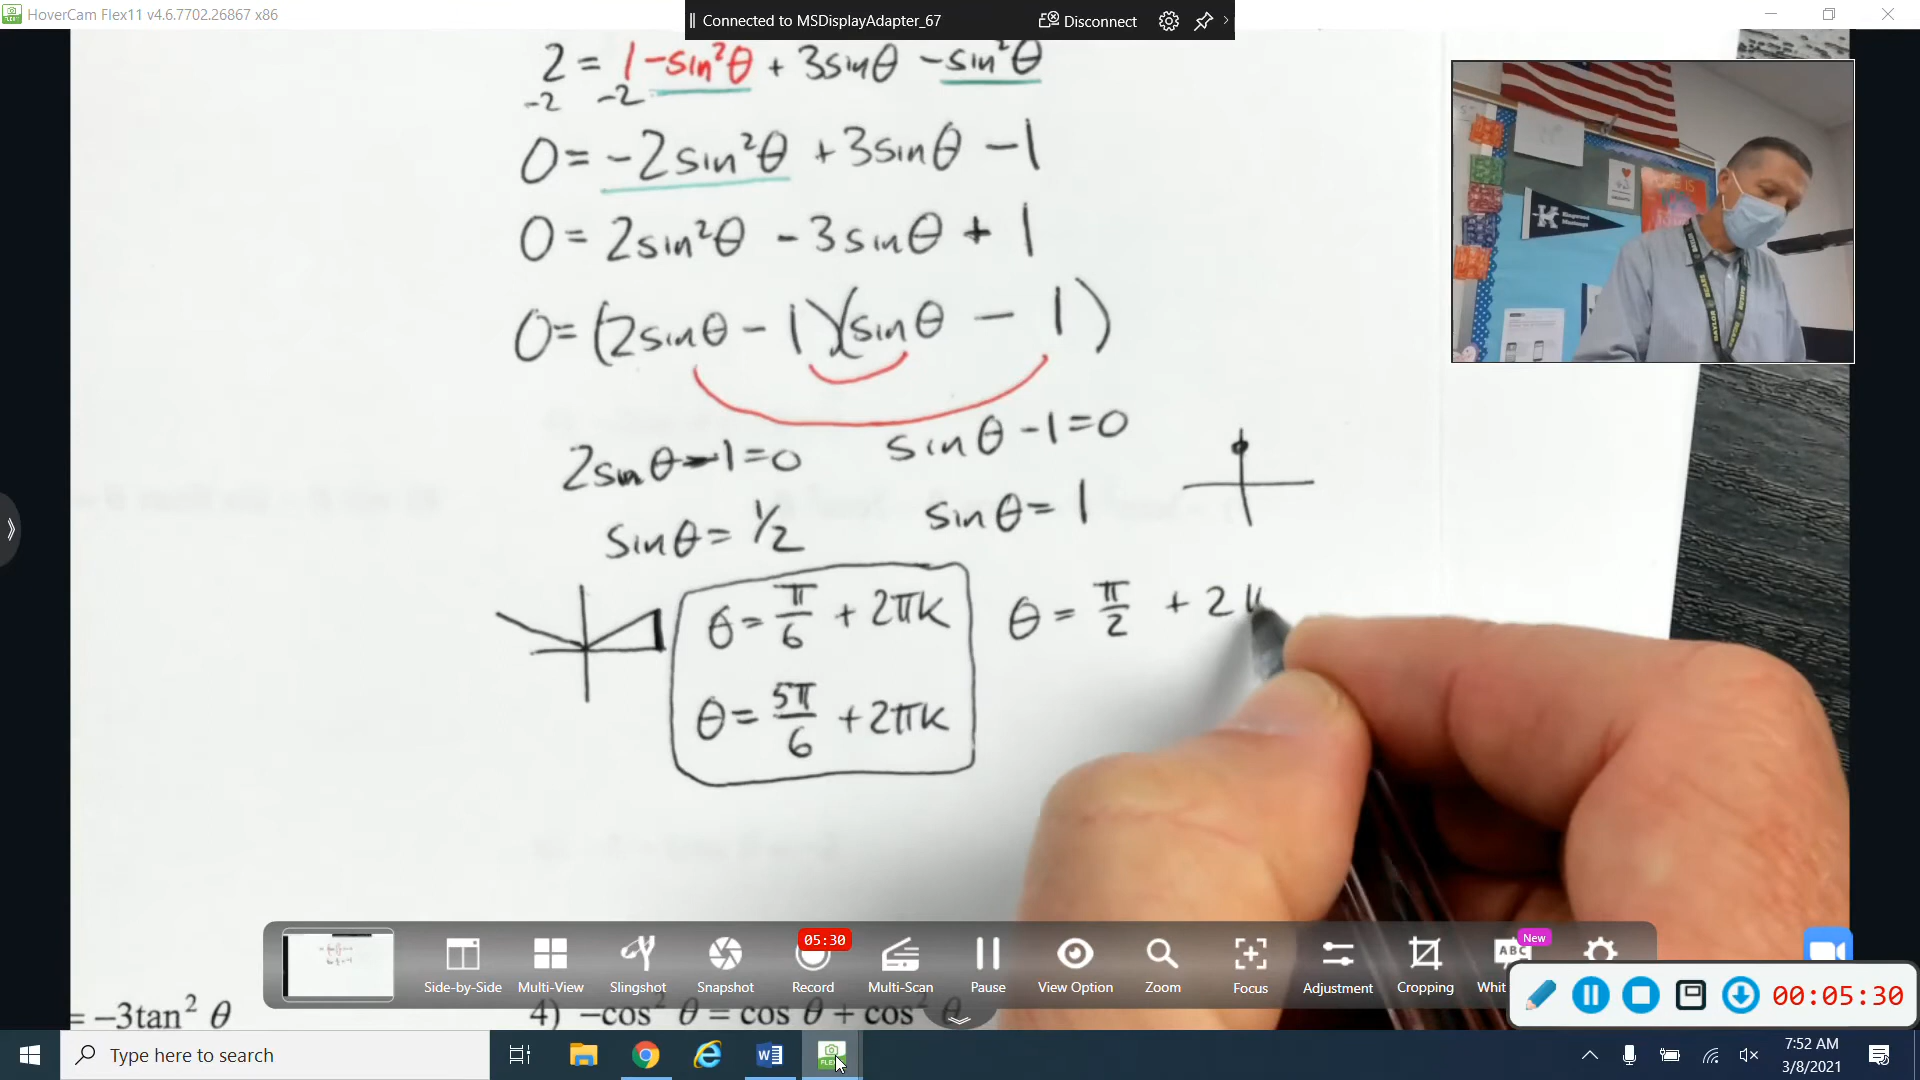 HoverCam Flex11 v4.6.7702.26867 x86
Connected to MSDisplayAdapter_67 Disconnect
2 = 1 - sin²θ + 3sinθ - sin²θ
-2 -2
0 = -2sin²θ + 3sinθ - 1
0 = 2sin²θ - 3sinθ + 1
0 = (2sinθ - 1)(sinθ - 1)
2sinθ - 1 = 0
sinθ - 1 = 0
sinθ = 1/2
sinθ = 1
θ = π/6 + 2πk
θ = π/2 + 2
θ = 5π/6 + 2πk
05:30
New
Side-by-Side Multi-View Slingshot Snapshot Record Multi-Scan Pause View Option Zoom Focus Adjustment Cropping Whit
= -3tan² θ
4) -cos² θ = cos θ + cos² θ
00:05:30
Type here to search
7:52 AM
3/8/2021